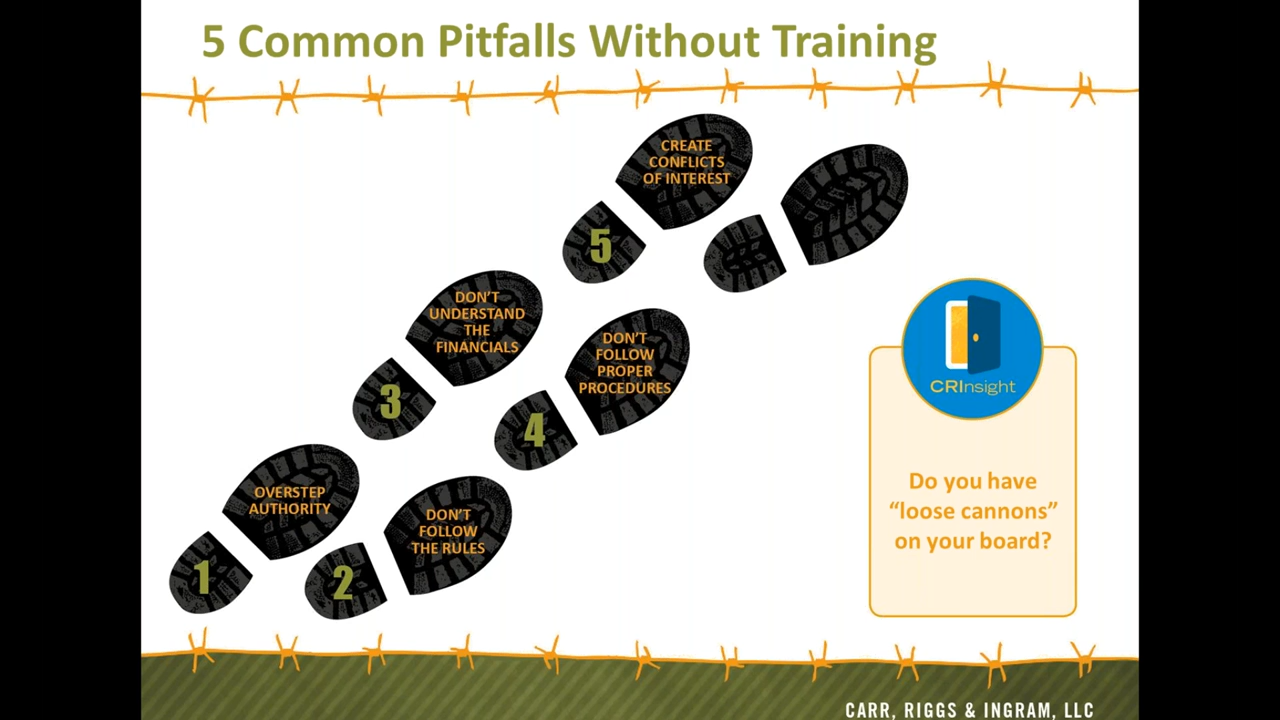 5 Common Pitfalls Without Training
1
OVERSTEP
AUTHORITY
2
DON'T
FOLLOW
THE RULES
3
DON'T
UNDERSTAND
THE
FINANCIALS
4
DON'T
FOLLOW
PROPER
PROCEDURES
5
CREATE
CONFLICTS
OF INTEREST
CRInsight
Do you have
“loose cannons”
on your board?
CARR, RIGGS & INGRAM, LLC